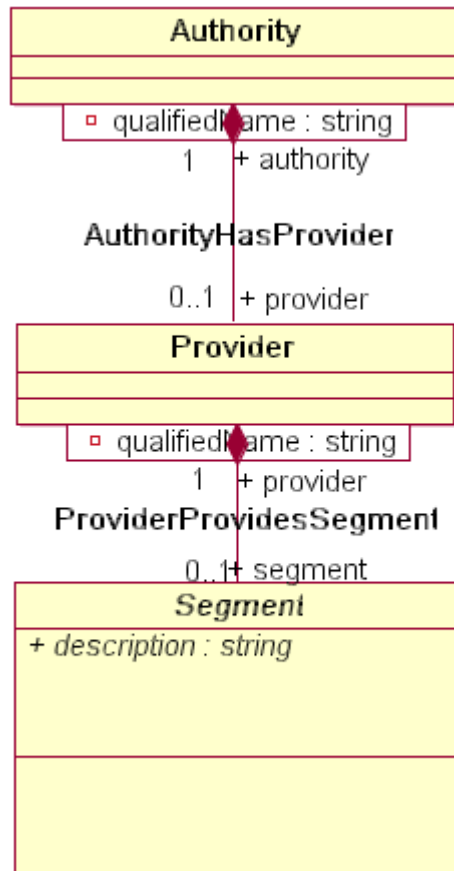 Authority
qualifiedName : string
1 + authority
AuthorityHasProvider
0..1 + provider
Provider
qualifiedName : string
1 + provider
ProviderProvidesSegment
0..1 + segment
Segment
+ description : string